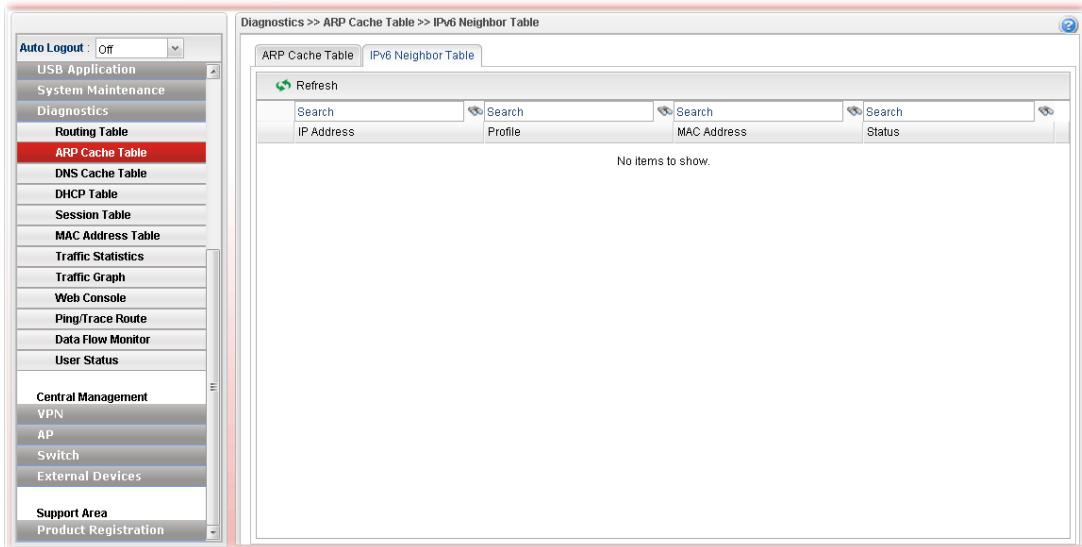 Diagnostics >> ARP Cache Table >> IPv6 Neighbor Table
Auto Logout : Off
USB Application
System Maintenance
Diagnostics
Routing Table
ARP Cache Table
DNS Cache Table
DHCP Table
Session Table
MAC Address Table
Traffic Statistics
Traffic Graph
Web Console
Ping/Trace Route
Data Flow Monitor
User Status
Central Management
VPN
AP
Switch
External Devices
Support Area
Product Registration
ARP Cache Table IPv6 Neighbor Table
Refresh
Search Search Search Search
IP Address Profile MAC Address Status
No items to show.